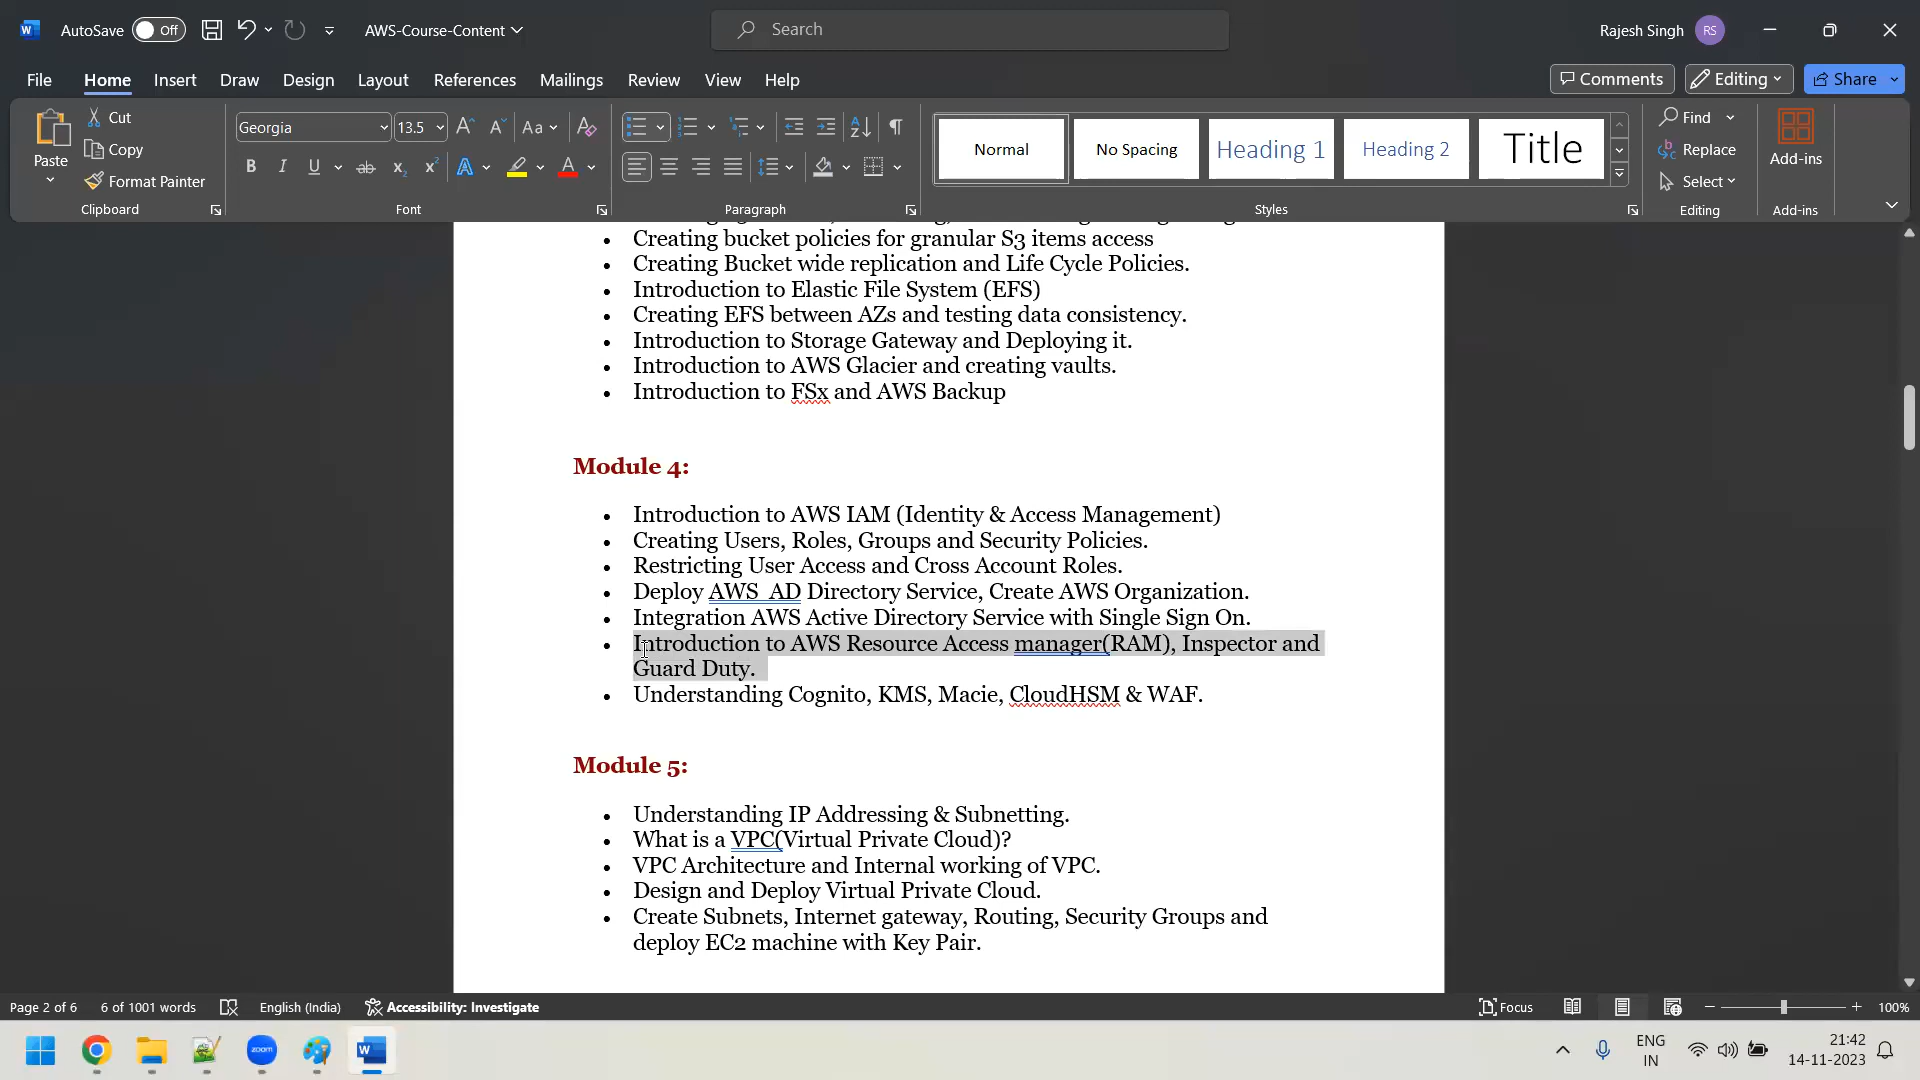 AutoSave Off AWS-Course-Content Search Rajesh Singh RS
File Home Insert Draw Design Layout References Mailings Review View Help Comments Editing Share
Paste Cut Copy Format Painter
Clipboard
Georgia 13.5
Font
Paragraph
Normal No Spacing Heading 1 Heading 2 Title
Styles
Find
Replace
Select
Editing
Add-ins
Add-ins
• Creating bucket policies for granular S3 items access
• Creating Bucket wide replication and Life Cycle Policies.
• Introduction to Elastic File System (EFS)
• Creating EFS between AZs and testing data consistency.
• Introduction to Storage Gateway and Deploying it.
• Introduction to AWS Glacier and creating vaults.
• Introduction to FSx and AWS Backup
Module 4:
• Introduction to AWS IAM (Identity & Access Management)
• Creating Users, Roles, Groups and Security Policies.
• Restricting User Access and Cross Account Roles.
• Deploy AWS AD Directory Service, Create AWS Organization.
• Integration AWS Active Directory Service with Single Sign On.
• Introduction to AWS Resource Access manager(RAM), Inspector and
Guard Duty.
• Understanding Cognito, KMS, Macie, CloudHSM & WAF.
Module 5:
• Understanding IP Addressing & Subnetting.
• What is a VPC(Virtual Private Cloud)?
• VPC Architecture and Internal working of VPC.
• Design and Deploy Virtual Private Cloud.
• Create Subnets, Internet gateway, Routing, Security Groups and
deploy EC2 machine with Key Pair.
Page 2 of 6 6 of 1001 words English (India) Accessibility: Investigate Focus 100%
zoom
ENG
IN
21:42
14-11-2023